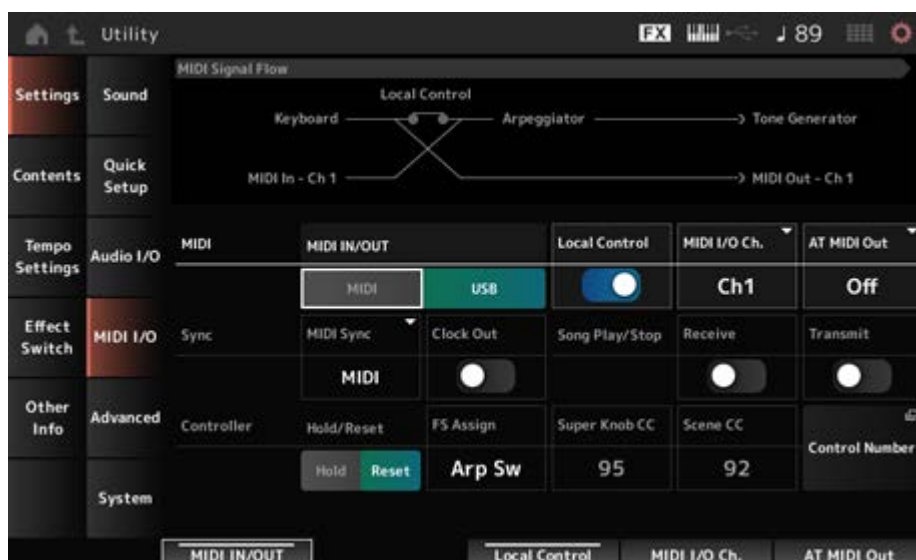 Utility
FX
89
Settings
Sound
MIDI Signal Flow
Local Control
Keyboard
Arpeggiator
Tone Generator
Contents
Quick
Setup
MIDI In - Ch 1
MIDI Out - Ch 1
Tempo
Settings
Audio I/O
MIDI
MIDI IN/OUT
Local Control
MIDI I/O Ch.
AT MIDI Out
MIDI
USB
Ch1
Off
Effect
Switch
MIDI I/O
Sync
MIDI Sync
Clock Out
Song Play/Stop
Receive
Transmit
MIDI
Other
Info
Advanced
Controller
Hold/Reset
FS Assign
Super Knob CC
Scene CC
Control Number
Hold
Reset
Arp Sw
95
92
System
MIDI IN/OUT
Local Control
MIDI I/O Ch.
AT MIDI Out